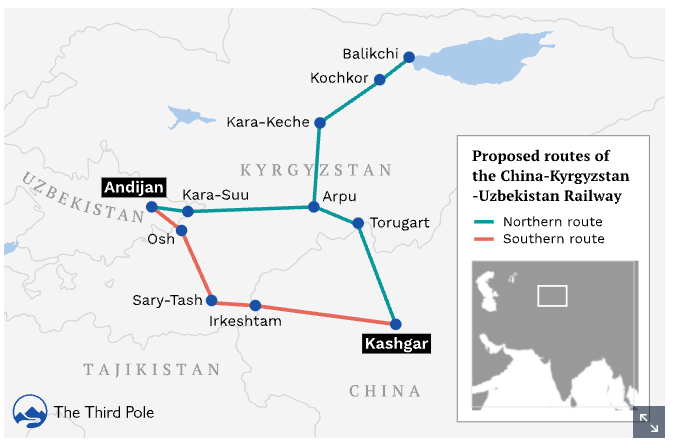 Balikchi
Kochkor
Kara-Keche
KYRGYZSTAN
UZBEKISTAN
Andijan
Kara-Suu
Arpu
Torugart
Osh
Sary-Tash
Irkeshtam
Kashgar
TAJIKISTAN
CHINA
Proposed routes of
the China-Kyrgyzstan
-Uzbekistan Railway
Northern route
Southern route
The Third Pole